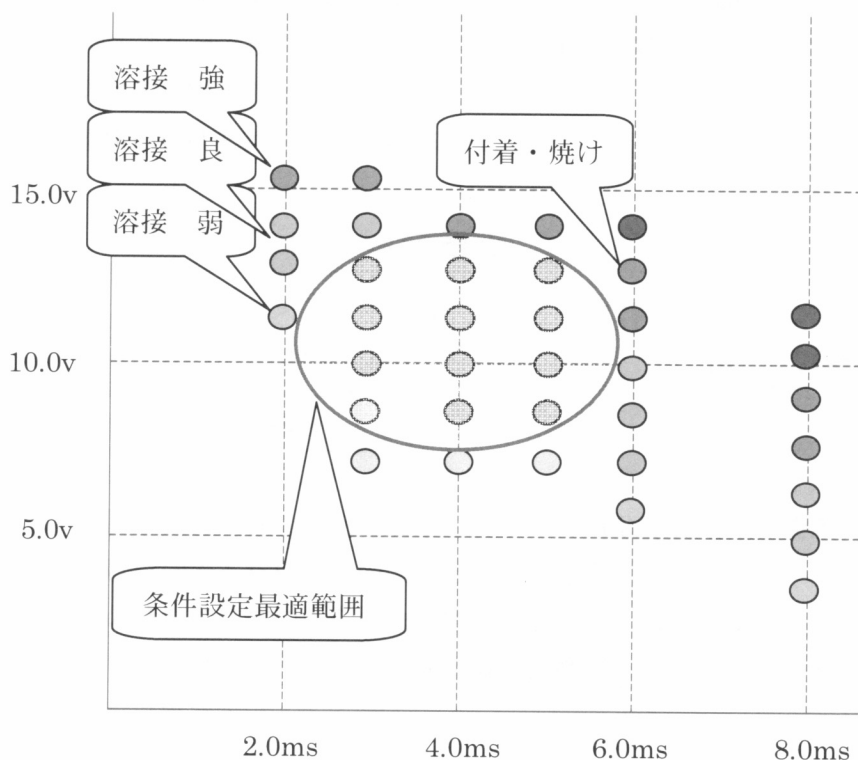 溶接 強
溶接 良
溶接 弱
付着・焼け
15.0v
10.0v
5.0v
条件設定最適範囲
2.0ms 4.0ms 6.0ms 8.0ms